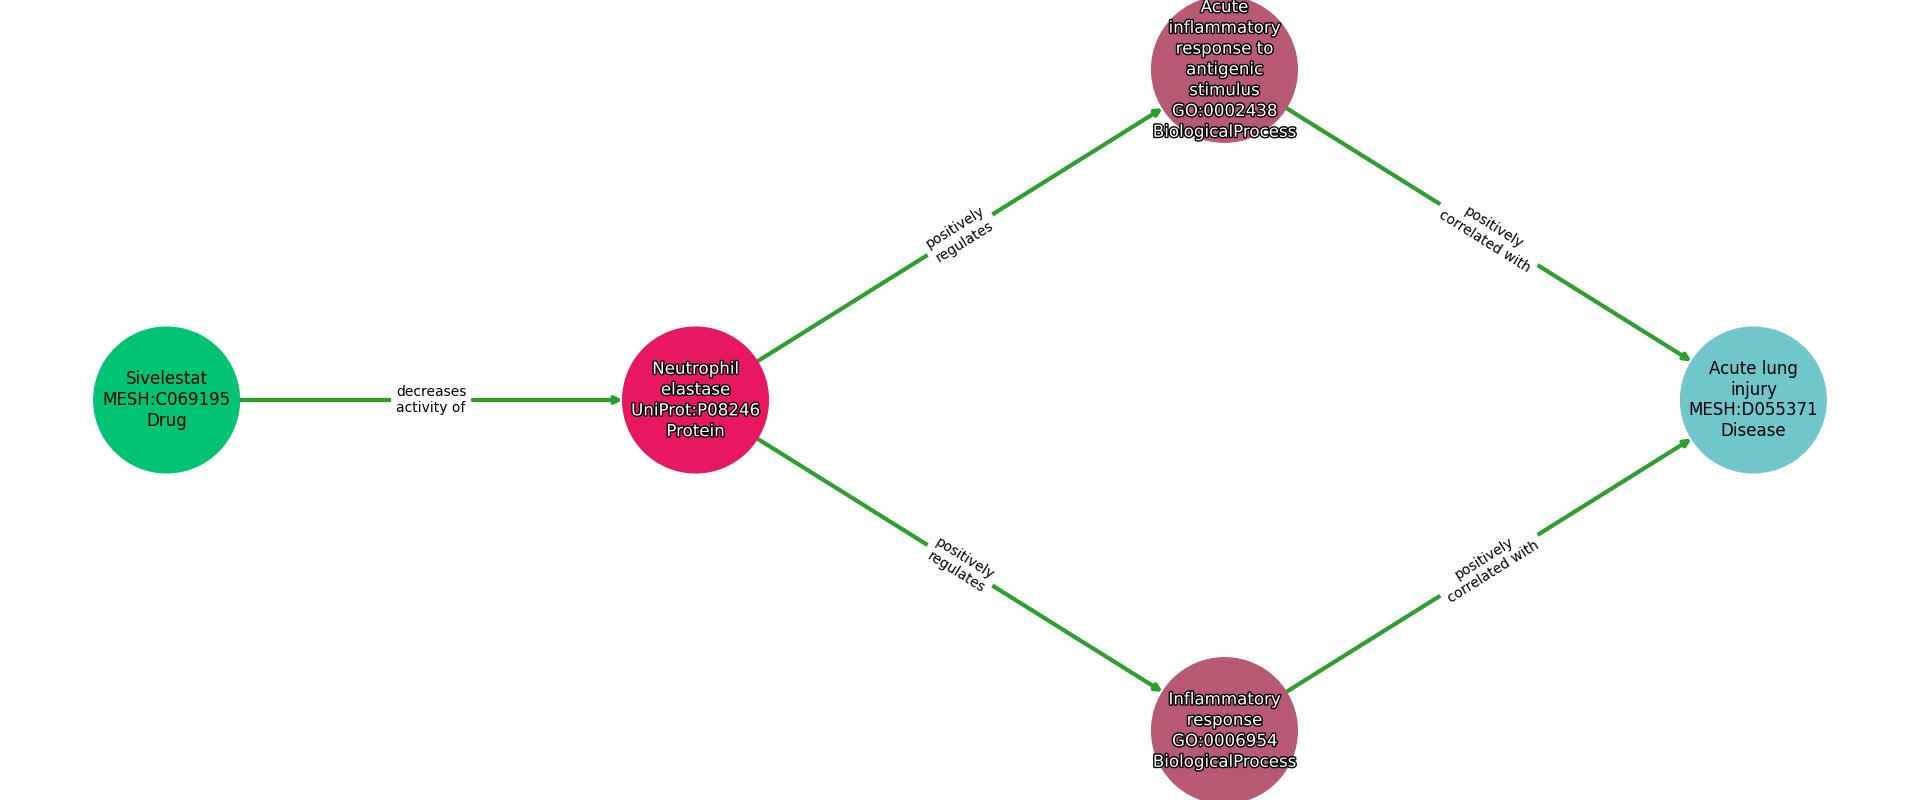 Acute
inflammatory
response to
antigenic
stimulus
GO:0002438
BiologicalProcess
positively
regulates
positively
correlated with
Sivelestat
MESH:C069195
Drug
decreases
activity of
Neutrophil
elastase
UniProt:P08246
Protein
Acute lung
injury
MESH:D055371
Disease
positively
regulates
positively
correlated with
Inflammatory
response
GO:0006954
BiologicalProcess